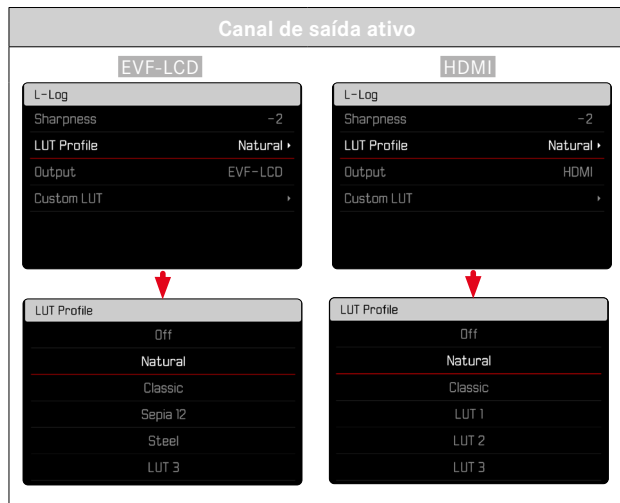 Canal de saída ativo
EVF-LCD
L-Log
Sharpness -2
LUT Profile Natural
Output EVF-LCD
Custom LUT
LUT Profile
Off
Natural
Classic
Sepia 12
Steel
LUT 3
HDMI
L-Log
Sharpness -2
LUT Profile Natural
Output HDMI
Custom LUT
LUT Profile
Off
Natural
Classic
LUT 1
LUT 2
LUT 3